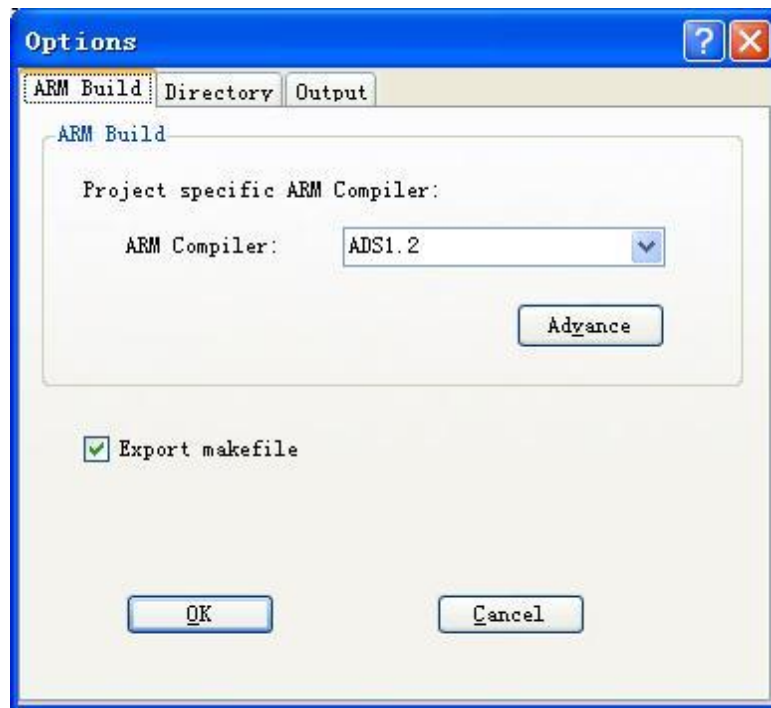 Options
ARM Build Directory Output
ARM Build
Project specific ARM Compiler:
ARM Compiler: ADS1.2
Advance
Export makefile
OK Cancel